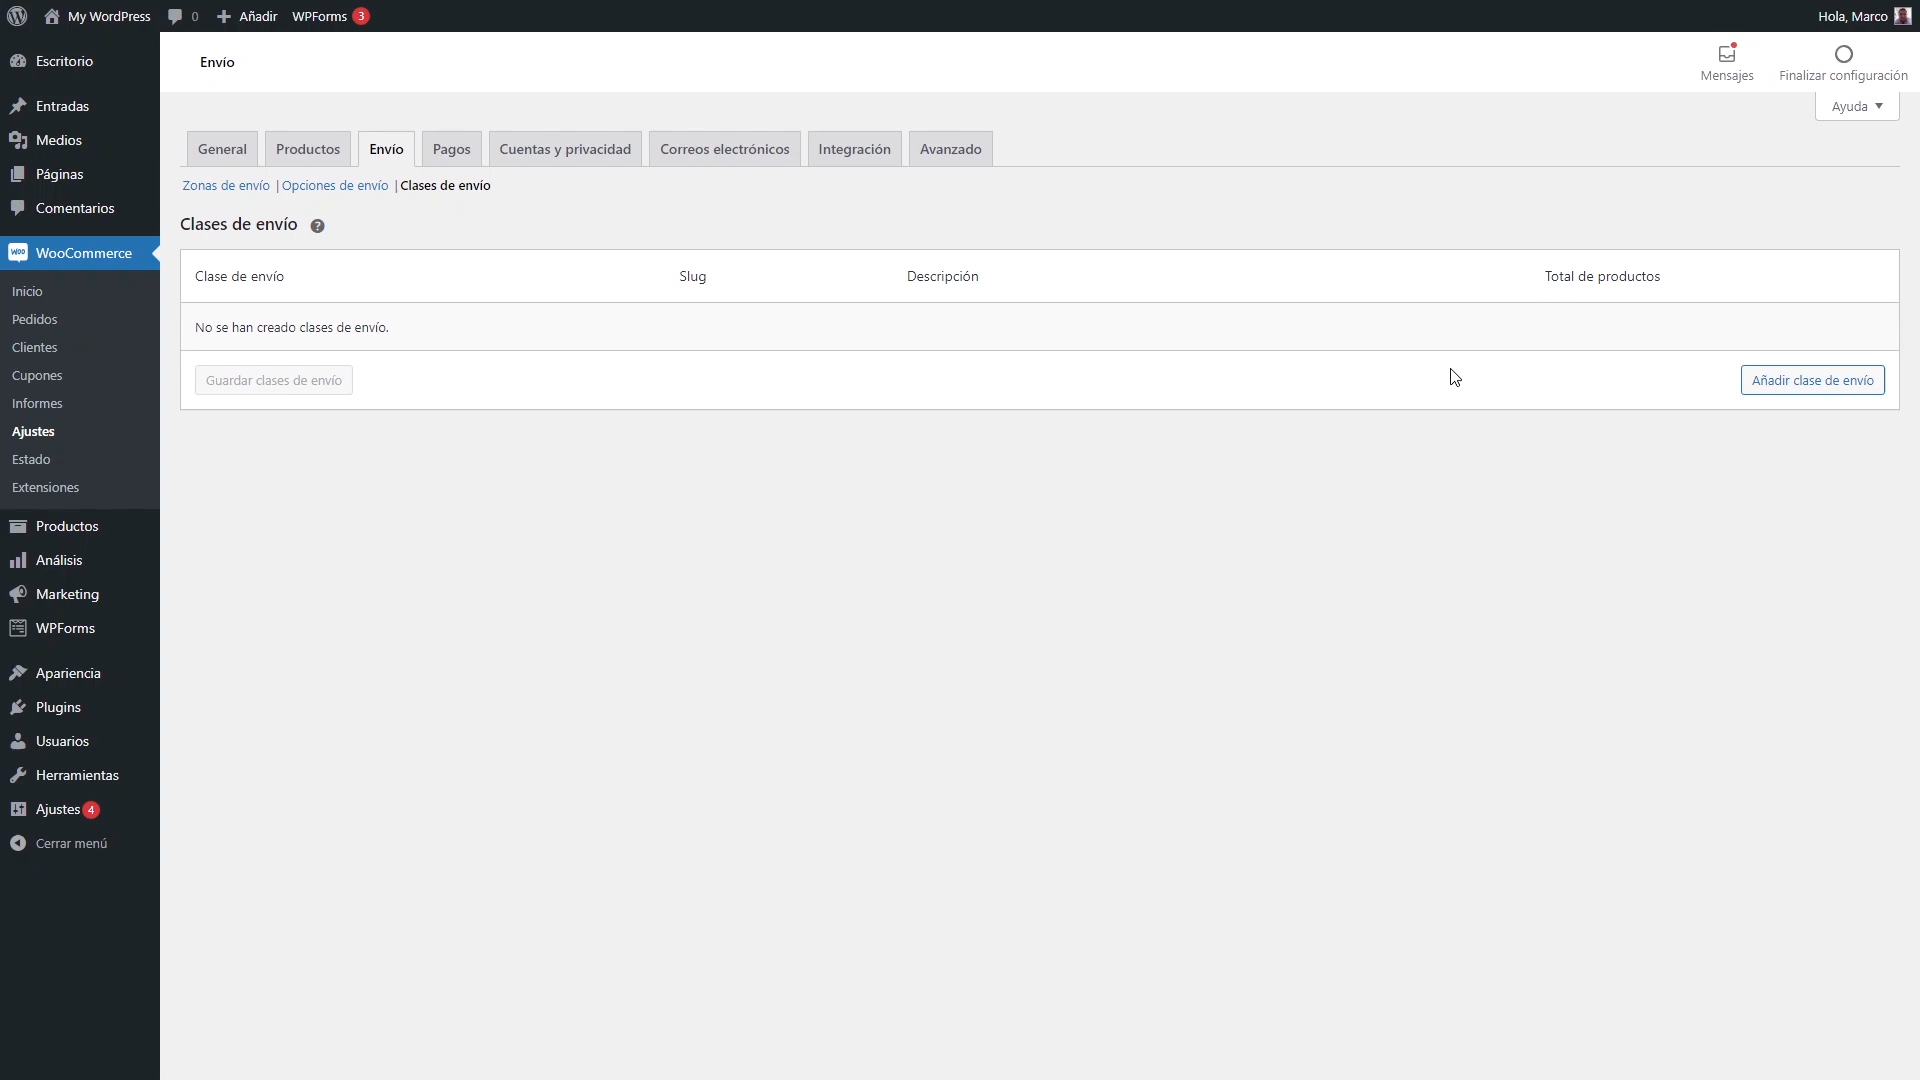 My WordPress 0 Añadir WPForms 3 Hola, Marco
Escritorio
Entradas
Medios
Páginas
Comentarios
WooCommerce
Inicio
Pedidos
Clientes
Cupones
Informes
Ajustes
Estado
Extensiones
Productos
Análisis
Marketing
WPForms
Apariencia
Plugins
Usuarios
Herramientas
Ajustes 4
Cerrar menú
Envío
Mensajes Finalizar configuración
Ayuda
General Productos Envío Pagos Cuentas y privacidad Correos electrónicos Integración Avanzado
Zonas de envío | Opciones de envío | Clases de envío
Clases de envío ?
Clase de envío Slug Descripción Total de productos
No se han creado clases de envío.
Guardar clases de envío Añadir clase de envío